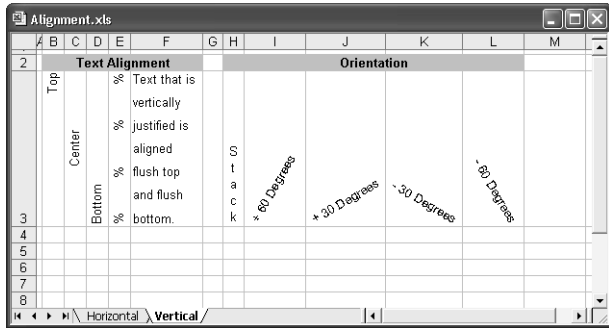 Alignment.xls
A B C D E F G H I J K L M
2 Text Alignment Orientation
Top
Center
Bottom
%
%
%
%
Text that is
vertically
justified is
aligned
flush top
and flush
bottom.
S
t
a
c
k
+ 60 Degrees
+ 30 Degrees
- 30 Degrees
- 60 Degrees
3
4
5
6
7
8
Horizontal Vertical